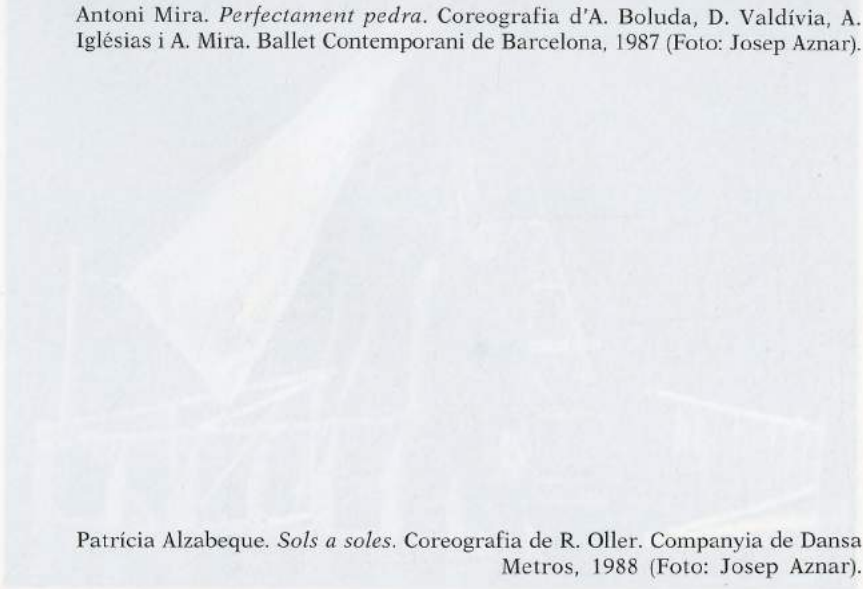 Antoni Mira. Perfectament pedra. Coreografia d'A. Boluda, D. Valdívia, A.
Iglésias i A. Mira. Ballet Contemporani de Barcelona, 1987 (Foto: Josep Aznar).
Patrícia Alzabeque. Sols a soles. Coreografia de R. Oller. Companyia de Dansa
Metros, 1988 (Foto: Josep Aznar).